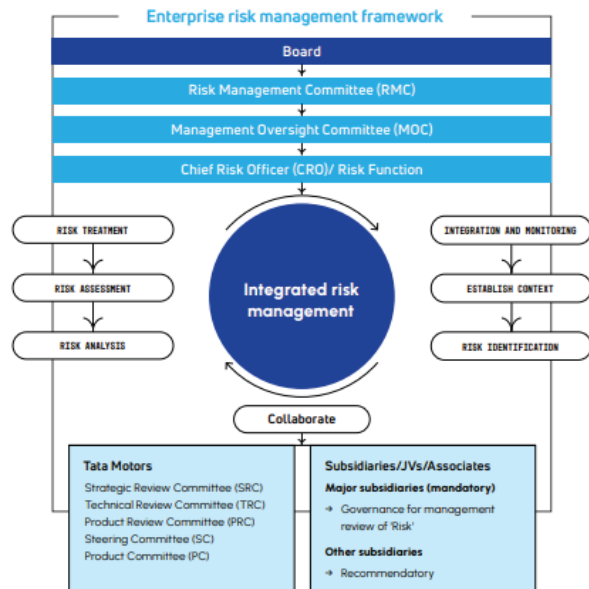 Enterprise risk management framework
Board
Risk Management Committee (RMC)
Management Oversight Committee (MOC)
Chief Risk Officer (CRO)/ Risk Function
RISK TREATMENT
RISK ASSESSMENT
RISK ANALYSIS
Integrated risk
management
INTEGRATION AND MONITORING
ESTABLISH CONTEXT
RISK IDENTIFICATION
Collaborate
Tata Motors
Strategic Review Committee (SRC)
Technical Review Committee (TRC)
Product Review Committee (PRC)
Steering Committee (SC)
Product Committee (PC)
Subsidiaries/JVs/Associates
Major subsidiaries (mandatory)
→ Governance for management
review of 'Risk'
Other subsidiaries
→ Recommendatory